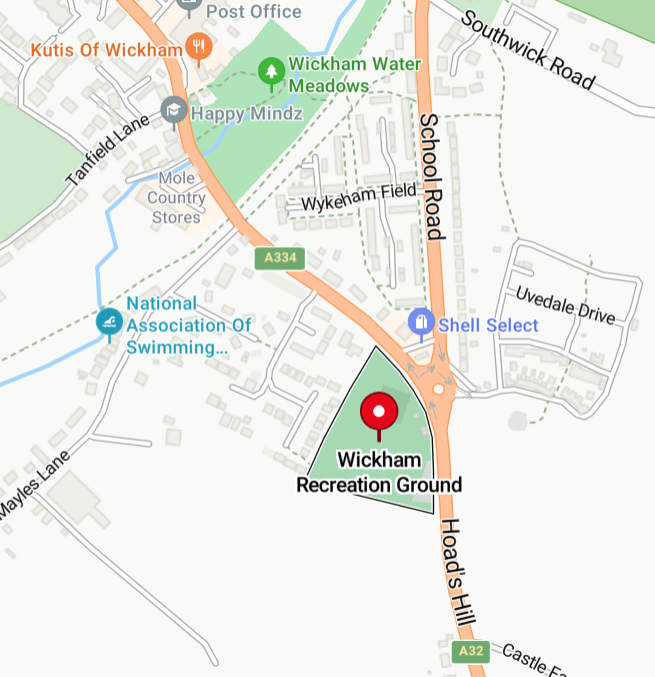 Post Office
Southwick Road
Kutis Of Wickham
Wickham Water
Meadows
Happy Mindz
Tanfield Lane
School Road
Mole
Country
Stores
Wykeham Field
A334
Uvedale Drive
National
Association Of
Swimming...
Shell Select
Wickham
Recreation Ground
Mayles Lane
Hoad's Hill
A32